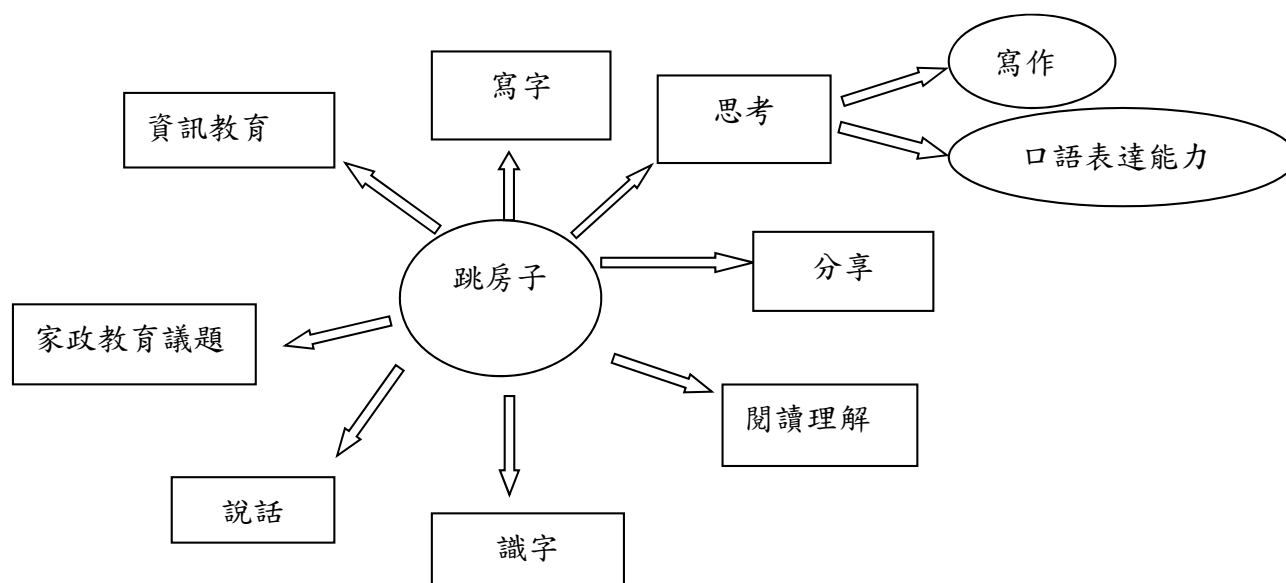 寫作
寫字
思考
資訊教育
口語表達能力
跳房子
分享
家政教育議題
閱讀理解
說話
識字